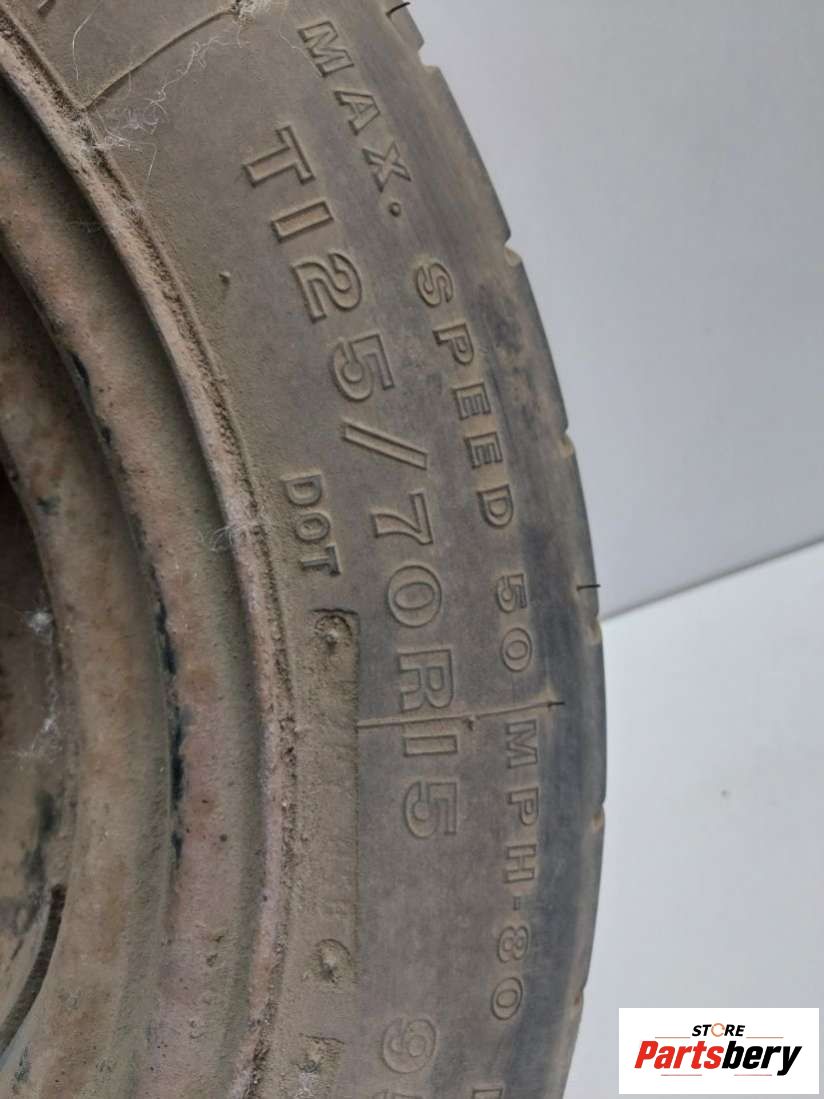 MAX. SPEED 50 MPH-80
T125/70R15
DOT
STORE
Partsbery